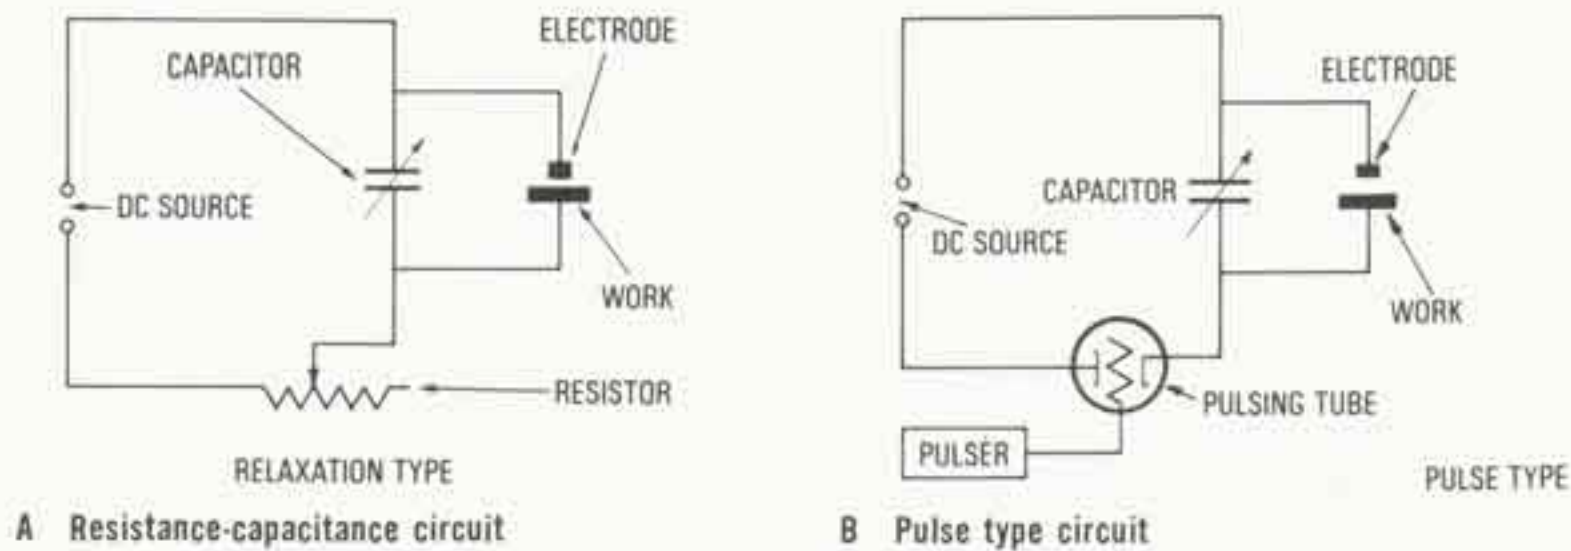 CAPACITOR
ELECTRODE
DC SOURCE
WORK
RESISTOR
RELAXATION TYPE
A Resistance-capacitance circuit
ELECTRODE
CAPACITOR
DC SOURCE
WORK
PULSING TUBE
PULSER
PULSE TYPE
B Pulse type circuit